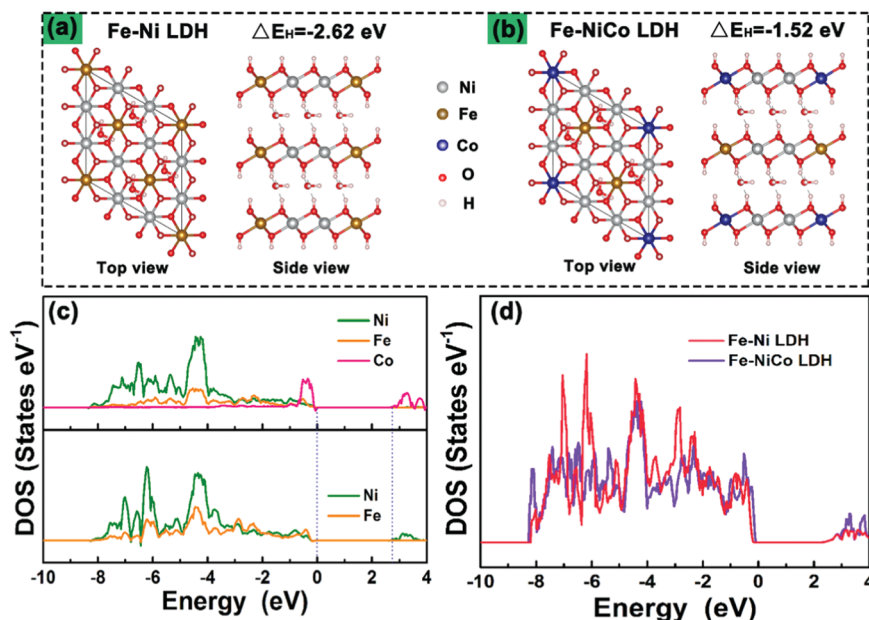 (a) Fe-Ni LDH △E_H=-2.62 eV
(b) Fe-NiCo LDH △E_H=-1.52 eV
Ni
Fe
Co
O
H
Top view
Side view
Top view
Side view
(c)
Ni
Fe
Co
Ni
Fe
DOS (States eV⁻¹)
-10 -8 -6 -4 -2 0 2 4
Energy (eV)
(d)
Fe-Ni LDH
Fe-NiCo LDH
DOS (States eV⁻¹)
-10 -8 -6 -4 -2 0 2 4
Energy (eV)